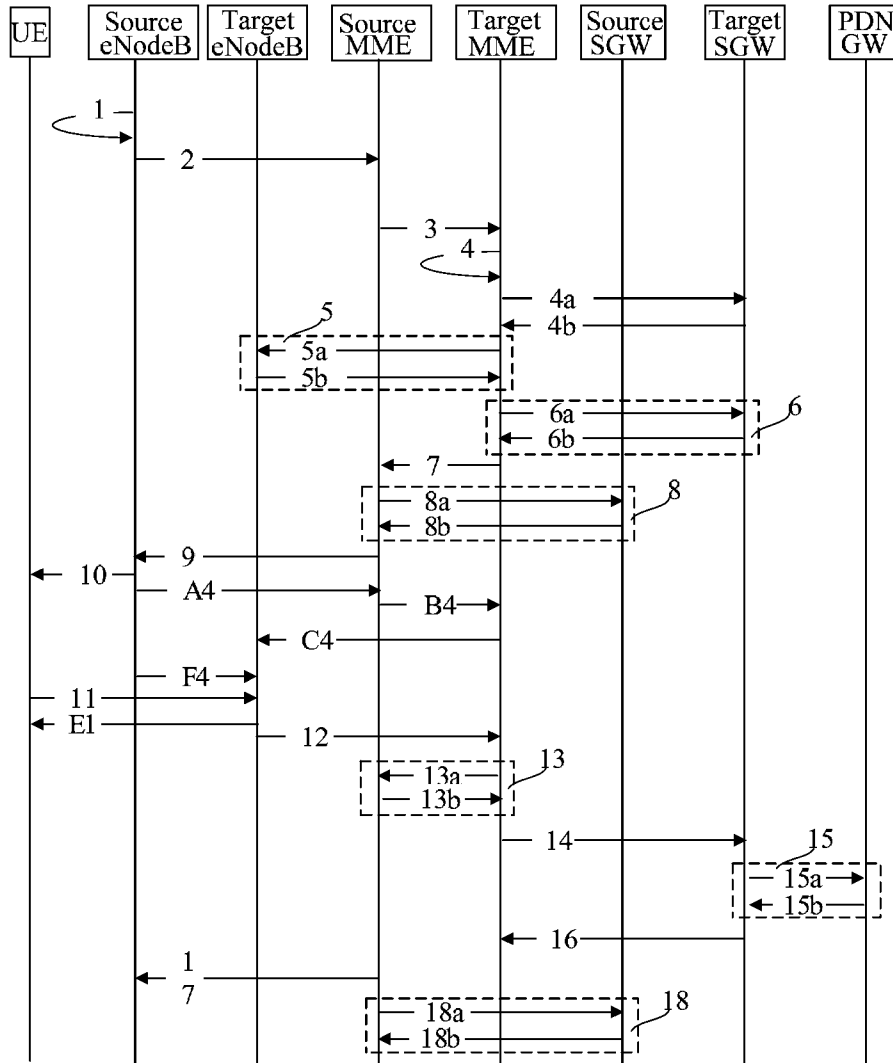 UE
Source
eNodeB
Target
eNodeB
Source
MME
Target
MME
Source
SGW
Target
SGW
PDN
GW
1
2
3
4
4a
4b
5
5a
5b
6a
6
6b
7
8a
8
8b
9
10
A4
B4
C4
F4
11
E1
12
13
13a
13b
14
15
15a
15b
16
1
7
18a
18
18b